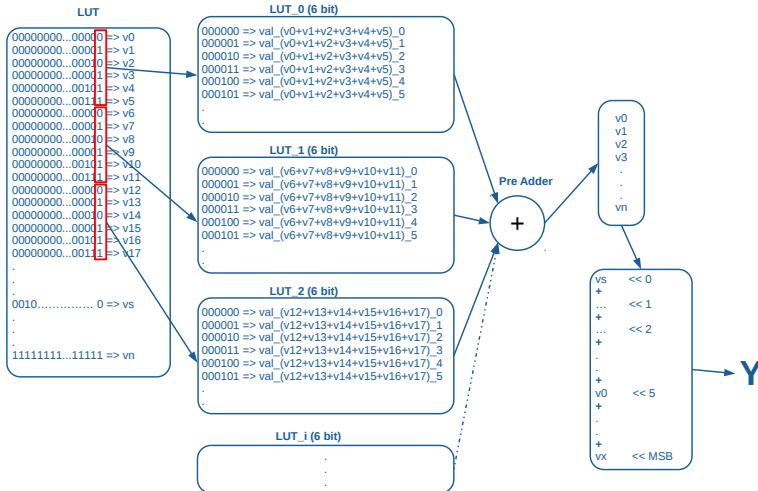 LUT
00000000...00000 => v0
00000000...00001 => v1
00000000...00010 => v2
00000000...00001 => v3
00000000...00101 => v4
00000000...00111 => v5
00000000...00000 => v6
00000000...00001 => v7
00000000...00010 => v8
00000000...00001 => v9
00000000...00101 => v10
00000000...00111 => v11
00000000...00000 => v12
00000000...00001 => v13
00000000...00010 => v14
00000000...00001 => v15
00000000...00101 => v16
00000000...00111 => v17
.
.
.
0010…………… 0 => vs
.
.
.
11111111...11111 => vn
LUT_0 (6 bit)
000000 => val_(v0+v1+v2+v3+v4+v5)_0
000001 => val_(v0+v1+v2+v3+v4+v5)_1
000010 => val_(v0+v1+v2+v3+v4+v5)_2
000011 => val_(v0+v1+v2+v3+v4+v5)_3
000100 => val_(v0+v1+v2+v3+v4+v5)_4
000101 => val_(v0+v1+v2+v3+v4+v5)_5
.
.
LUT_1 (6 bit)
000000 => val_(v6+v7+v8+v9+v10+v11)_0
000001 => val_(v6+v7+v8+v9+v10+v11)_1
000010 => val_(v6+v7+v8+v9+v10+v11)_2
000011 => val_(v6+v7+v8+v9+v10+v11)_3
000100 => val_(v6+v7+v8+v9+v10+v11)_4
000101 => val_(v6+v7+v8+v9+v10+v11)_5
.
.
LUT_2 (6 bit)
000000 => val_(v12+v13+v14+v15+v16+v17)_0
000001 => val_(v12+v13+v14+v15+v16+v17)_1
000010 => val_(v12+v13+v14+v15+v16+v17)_2
000011 => val_(v12+v13+v14+v15+v16+v17)_3
000100 => val_(v12+v13+v14+v15+v16+v17)_4
000101 => val_(v12+v13+v14+v15+v16+v17)_5
.
.
LUT_i (6 bit)
.
.
.
Pre Adder
+
.
v0
v1
v2
v3
.
.
.
vn
vs << 0
+
… << 1
+
… << 2
+
.
.
+
v0 << 5
+
.
.
+
vx << MSB
Y